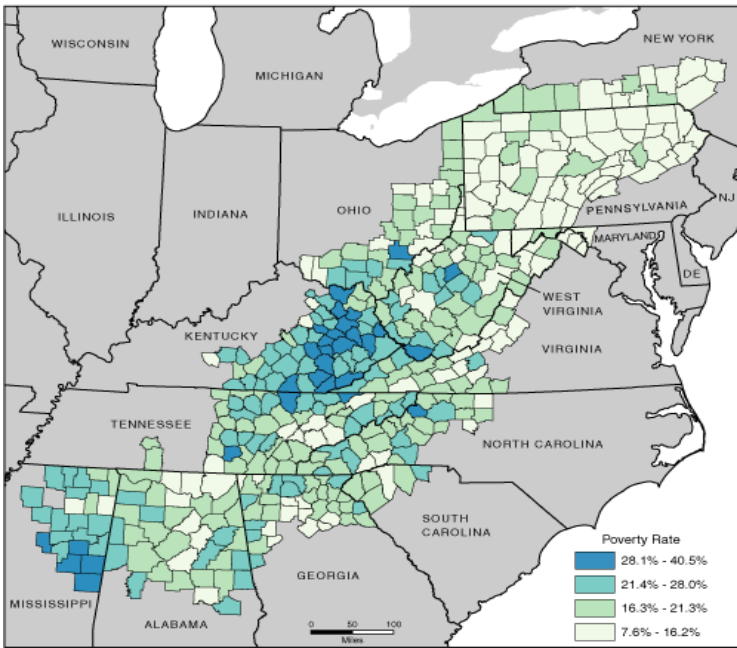 WISCONSIN
NEW YORK
MICHIGAN
ILLINOIS
INDIANA
OHIO
PENNSYLVANIA
NJ
MARYLAND
DE
WEST
VIRGINIA
KENTUCKY
VIRGINIA
TENNESSEE
NORTH CAROLINA
SOUTH
CAROLINA
GEORGIA
MISSISSIPPI
ALABAMA
0 50 100
Miles
Poverty Rate
28.1% - 40.5%
21.4% - 28.0%
16.3% - 21.3%
7.6% - 16.2%